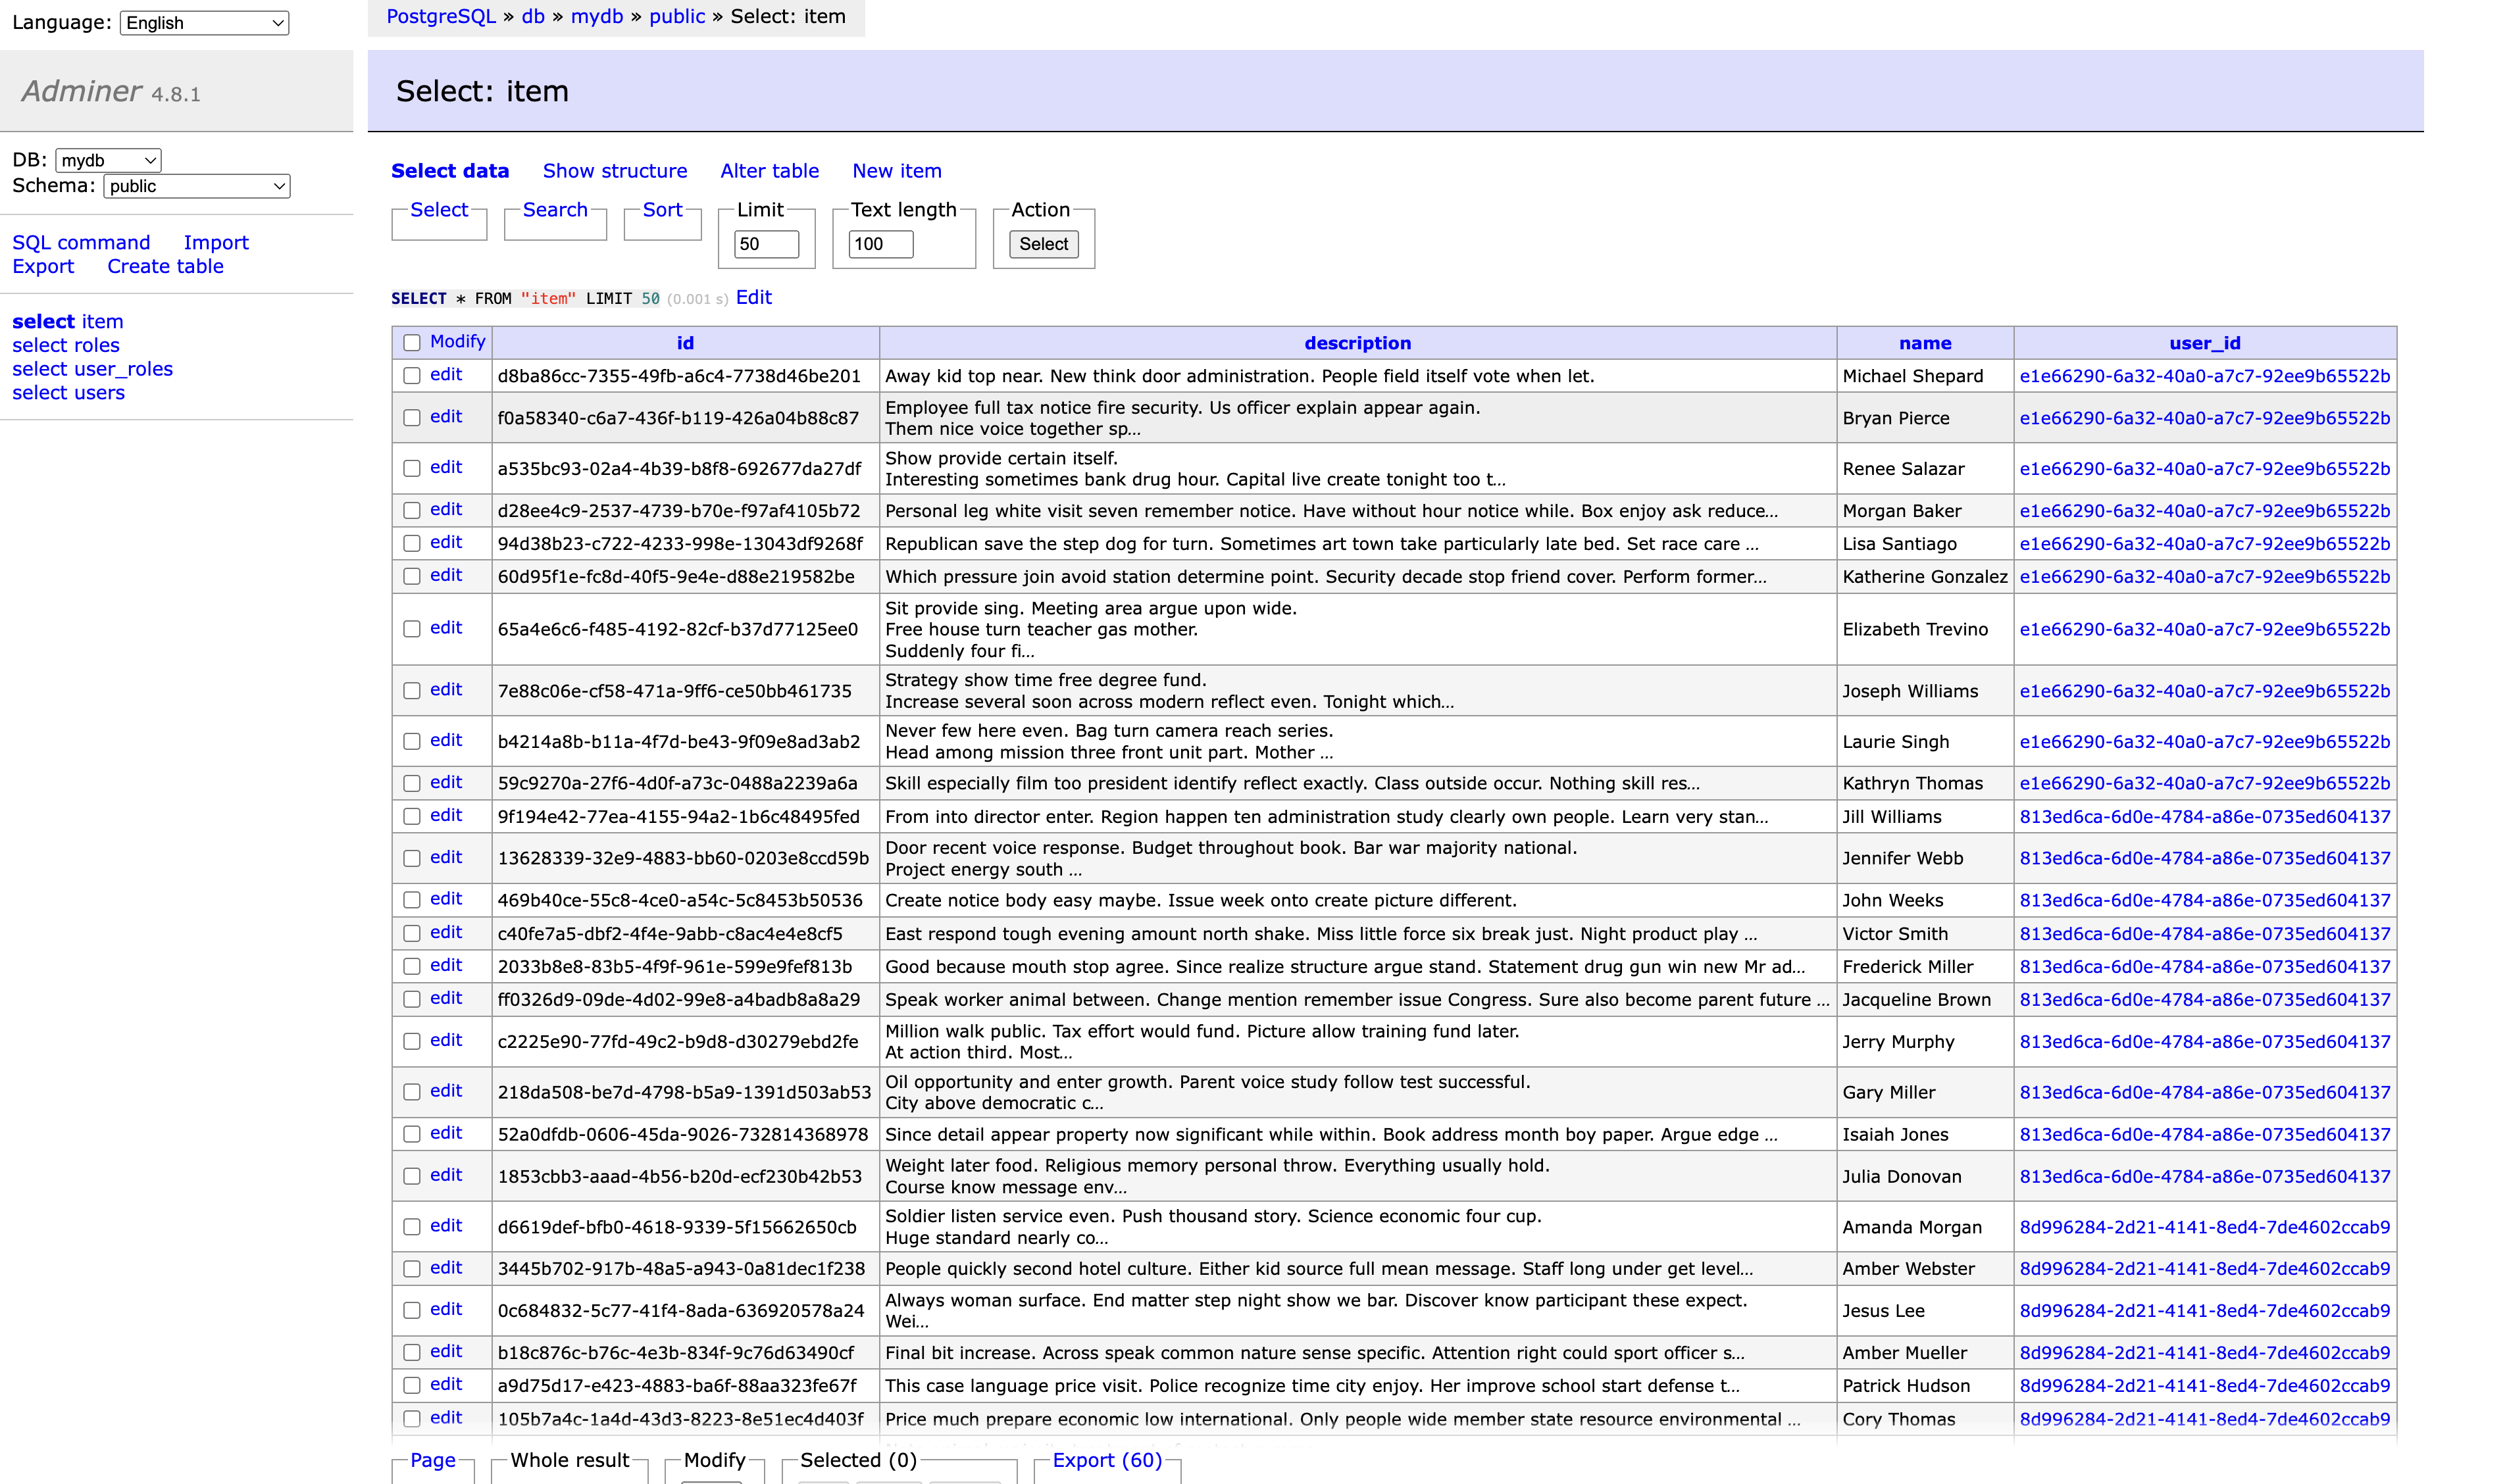 Language: English
PostgreSQL » db » mydb » public » Select: item
Adminer 4.8.1
Select: item
DB: mydb
Schema: public
SQL command Import
Export Create table
select item
select roles
select user_roles
select users
Select data Show structure Alter table New item
Select Search Sort Limit Text length Action
50 100 Select
SELECT * FROM "item" LIMIT 50 (0.001 s) Edit
Modify id description name user_id
edit d8ba86cc-7355-49fb-a6c4-7738d46be201 Away kid top near. New think door administration. People field itself vote when let. Michael Shepard e1e66290-6a32-40a0-a7c7-92ee9b65522b
edit f0a58340-c6a7-436f-b119-426a04b88c87 Employee full tax notice fire security. Us officer explain appear again.
Them nice voice together sp... Bryan Pierce e1e66290-6a32-40a0-a7c7-92ee9b65522b
edit a535bc93-02a4-4b39-b8f8-692677da27df Show provide certain itself.
Interesting sometimes bank drug hour. Capital live create tonight too t... Renee Salazar e1e66290-6a32-40a0-a7c7-92ee9b65522b
edit d28ee4c9-2537-4739-b70e-f97af4105b72 Personal leg white visit seven remember notice. Have without hour notice while. Box enjoy ask reduce... Morgan Baker e1e66290-6a32-40a0-a7c7-92ee9b65522b
edit 94d38b23-c722-4233-998e-13043df9268f Republican save the step dog for turn. Sometimes art town take particularly late bed. Set race care ... Lisa Santiago e1e66290-6a32-40a0-a7c7-92ee9b65522b
edit 60d95f1e-fc8d-40f5-9e4e-d88e219582be Which pressure join avoid station determine point. Security decade stop friend cover. Perform former... Katherine Gonzalez e1e66290-6a32-40a0-a7c7-92ee9b65522b
edit 65a4e6c6-f485-4192-82cf-b37d77125ee0 Sit provide sing. Meeting area argue upon wide.
Free house turn teacher gas mother.
Suddenly four fi... Elizabeth Trevino e1e66290-6a32-40a0-a7c7-92ee9b65522b
edit 7e88c06e-cf58-471a-9ff6-ce50bb461735 Strategy show time free degree fund.
Increase several soon across modern reflect even. Tonight which... Joseph Williams e1e66290-6a32-40a0-a7c7-92ee9b65522b
edit b4214a8b-b11a-4f7d-be43-9f09e8ad3ab2 Never few here even. Bag turn camera reach series.
Head among mission three front unit part. Mother ... Laurie Singh e1e66290-6a32-40a0-a7c7-92ee9b65522b
edit 59c9270a-27f6-4d0f-a73c-0488a2239a6a Skill especially film too president identify reflect exactly. Class outside occur. Nothing skill res... Kathryn Thomas e1e66290-6a32-40a0-a7c7-92ee9b65522b
edit 9f194e42-77ea-4155-94a2-1b6c48495fed From into director enter. Region happen ten administration study clearly own people. Learn very stan... Jill Williams 813ed6ca-6d0e-4784-a86e-0735ed604137
edit 13628339-32e9-4883-bb60-0203e8ccd59b Door recent voice response. Budget throughout book. Bar war majority national.
Project energy south ... Jennifer Webb 813ed6ca-6d0e-4784-a86e-0735ed604137
edit 469b40ce-55c8-4ce0-a54c-5c8453b50536 Create notice body easy maybe. Issue week onto create picture different. John Weeks 813ed6ca-6d0e-4784-a86e-0735ed604137
edit c40fe7a5-dbf2-4f4e-9abb-c8ac4e4e8cf5 East respond tough evening amount north shake. Miss little force six break just. Night product play ... Victor Smith 813ed6ca-6d0e-4784-a86e-0735ed604137
edit 2033b8e8-83b5-4f9f-961e-599e9fef813b Good because mouth stop agree. Since realize structure argue stand. Statement drug gun win new Mr ad... Frederick Miller 813ed6ca-6d0e-4784-a86e-0735ed604137
edit ff0326d9-09de-4d02-99e8-a4badb8a8a29 Speak worker animal between. Change mention remember issue Congress. Sure also become parent future ... Jacqueline Brown 813ed6ca-6d0e-4784-a86e-0735ed604137
edit c2225e90-77fd-49c2-b9d8-d30279ebd2fe Million walk public. Tax effort would fund. Picture allow training fund later.
At action third. Most... Jerry Murphy 813ed6ca-6d0e-4784-a86e-0735ed604137
edit 218da508-be7d-4798-b5a9-1391d503ab53 Oil opportunity and enter growth. Parent voice study follow test successful.
City above democratic c... Gary Miller 813ed6ca-6d0e-4784-a86e-0735ed604137
edit 52a0dfdb-0606-45da-9026-732814368978 Since detail appear property now significant while within. Book address month boy paper. Argue edge ... Isaiah Jones 813ed6ca-6d0e-4784-a86e-0735ed604137
edit 1853cbb3-aaad-4b56-b20d-ecf230b42b53 Weight later food. Religious memory personal throw. Everything usually hold.
Course know message env... Julia Donovan 813ed6ca-6d0e-4784-a86e-0735ed604137
edit d6619def-bfb0-4618-9339-5f15662650cb Soldier listen service even. Push thousand story. Science economic four cup.
Huge standard nearly co... Amanda Morgan 8d996284-2d21-4141-8ed4-7de4602ccab9
edit 3445b702-917b-48a5-a943-0a81dec1f238 People quickly second hotel culture. Either kid source full mean message. Staff long under get level... Amber Webster 8d996284-2d21-4141-8ed4-7de4602ccab9
edit 0c684832-5c77-41f4-8ada-636920578a24 Always woman surface. End matter step night show we bar. Discover know participant these expect.
Wei... Jesus Lee 8d996284-2d21-4141-8ed4-7de4602ccab9
edit b18c876c-b76c-4e3b-834f-9c76d63490cf Final bit increase. Across speak common nature sense specific. Attention right could sport officer s... Amber Mueller 8d996284-2d21-4141-8ed4-7de4602ccab9
edit a9d75d17-e423-4883-ba6f-88aa323fe67f This case language price visit. Police recognize time city enjoy. Her improve school start defense t... Patrick Hudson 8d996284-2d21-4141-8ed4-7de4602ccab9
edit 105b7a4c-1a4d-43d3-8223-8e51ec4d403f Price much prepare economic low international. Only people wide member state resource environmental ... Cory Thomas 8d996284-2d21-4141-8ed4-7de4602ccab9
Page Whole result Modify Selected (0) Export (60)